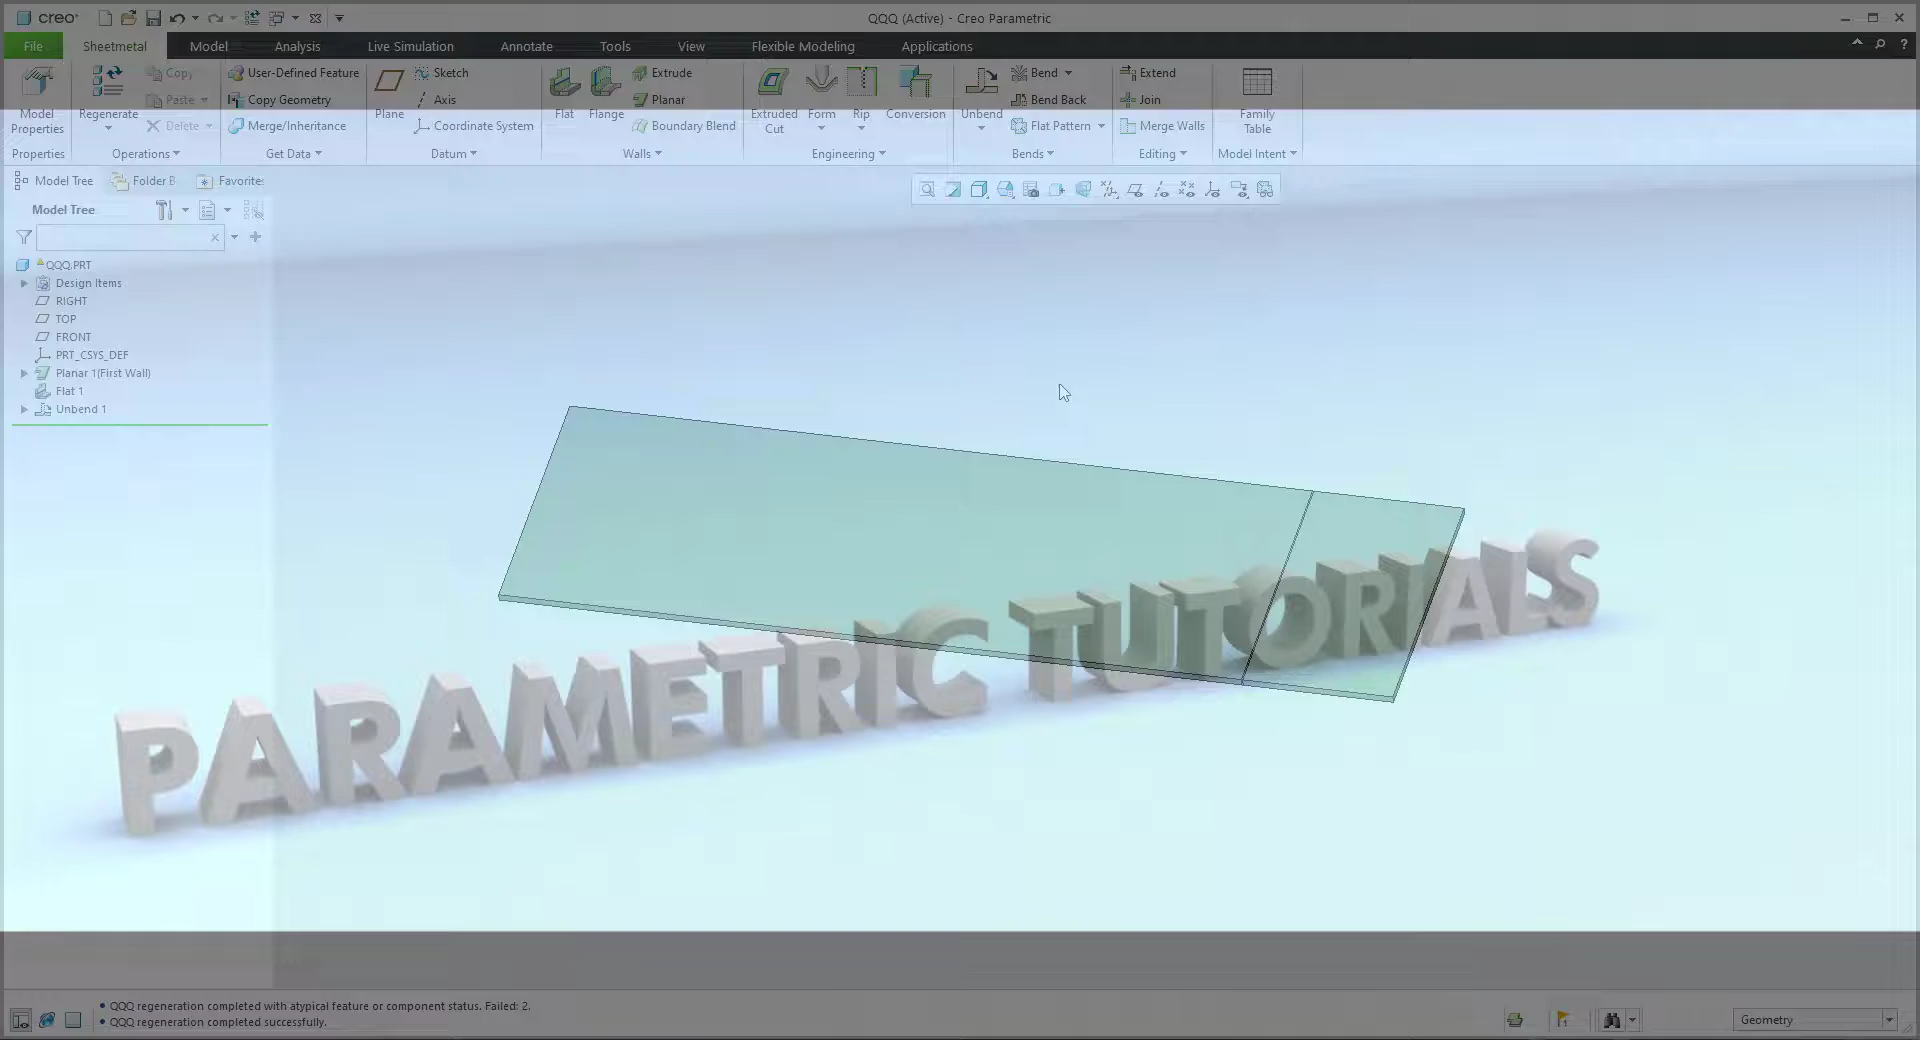 creo
QQQ (Active) - Creo Parametric
File Sheetmetal Model Analysis Live Simulation Annotate Tools View Flexible Modeling Applications
Model Properties
Regenerate
Copy
Paste
Delete
User-Defined Feature
Copy Geometry
Merge/Inheritance
Plane
Sketch
Axis
Coordinate System
Flat
Flange
Extrude
Planar
Boundary Blend
Extruded Cut
Form
Rip
Conversion
Unbend
Bend
Bend Back
Flat Pattern
Extend
Join
Merge Walls
Family Table
Properties Operations Get Data Datum Walls Engineering Bends Editing Model Intent
Model Tree Folder B Favorite
Model Tree
QQQ.PRT
Design Items
RIGHT
TOP
FRONT
PRT_CSYS_DEF
Planar 1(First Wall)
Flat 1
Unbend 1
PARAMETRIC TUTORIALS
• QQQ regeneration completed with atypical feature or component status. Failed: 2.
• QQQ regeneration completed successfully.
Geometry